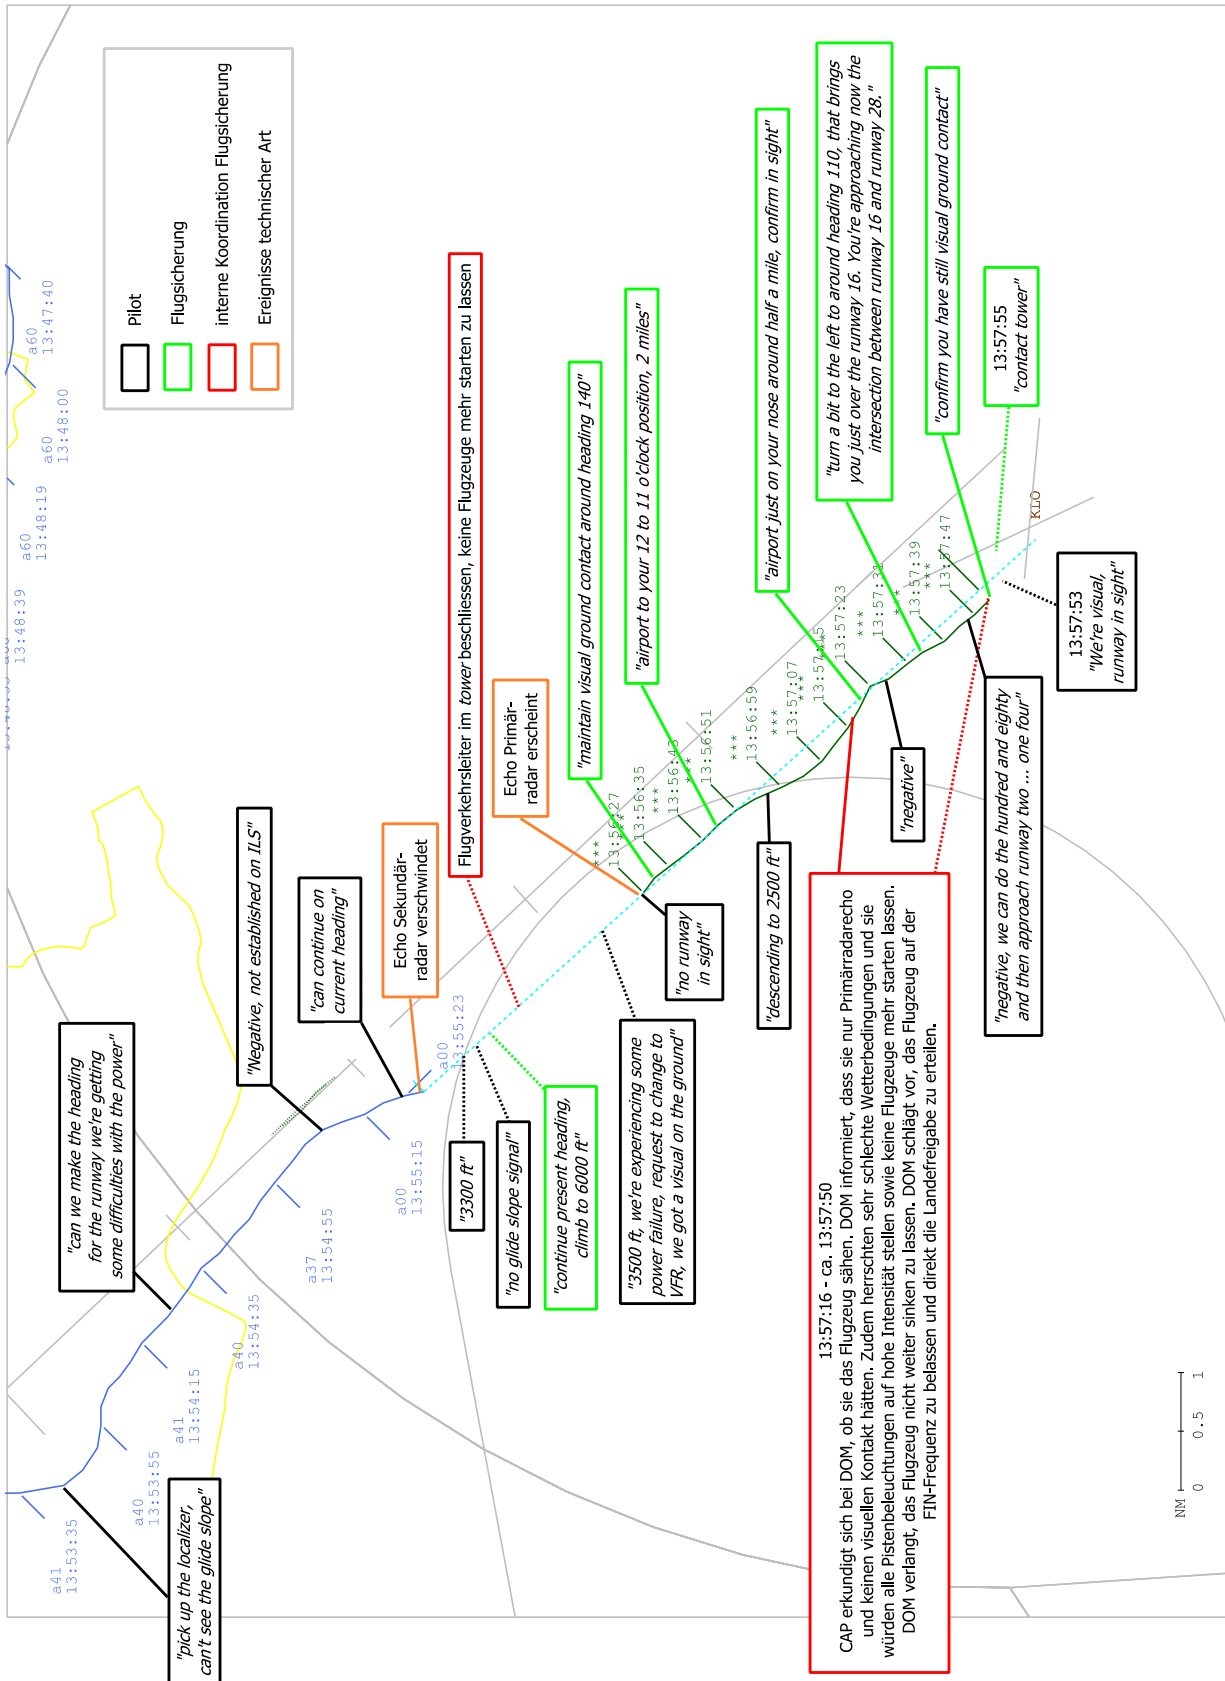 Pilot
Flugsicherung
interne Koordination Flugsicherung
Ereignisse technischer Art
a60
13:47:40
a60
13:48:00
a60
13:48:19
13:48:39
"pick up the localizer,
can't see the glide slope"
a41
13:53:35
a40
13:53:55
a41
13:54:15
a40
13:54:35
a37
13:54:55
a00
13:55:15
a00
13:55:23
"can we make the heading
for the runway we're getting
some difficulties with the power"
"Negative, not established on ILS"
"can continue on
current heading"
Echo Sekundär-
radar verschwindet
"3300 ft"
"no glide slope signal"
"continue present heading,
climb to 6000 ft"
Flugverkehrsleiter im tower beschliessen, keine Flugzeuge mehr starten zu lassen
"3500 ft, we're experiencing some
power failure, request to change to
VFR, we got a visual on the ground"
Echo Primär-
radar erscheint
"no runway
in sight"
"maintain visual ground contact around heading 140"
"airport to your 12 to 11 o'clock position, 2 miles"
"descending to 2500 ft"
***
13:56:27
***
13:56:35
***
13:56:43
***
13:56:51
***
13:56:59
***
13:57:07
***
13:57:15
***
13:57:23
***
13:57:31
***
13:57:39
***
13:57:47
"airport just on your nose around half a mile, confirm in sight"
"negative"
"turn a bit to the left to around heading 110, that brings
you just over the runway 16. You're approaching now the
intersection between runway 16 and runway 28."
"confirm you have still visual ground contact"
"negative, we can do the hundred and eighty
and then approach runway two ... one four"
13:57:53
"We're visual,
runway in sight"
13:57:55
"contact tower"
KLO
13:57:16 - ca. 13:57:50
CAP erkundigt sich bei DOM, ob sie das Flugzeug sähen. DOM informiert, dass sie nur Primärradarecho
und keinen visuellen Kontakt hätten. Zudem herrschten sehr schlechte Wetterbedingungen und sie
würden alle Pistenbeleuchtungen auf hohe Intensität stellen sowie keine Flugzeuge mehr starten lassen.
DOM verlangt, das Flugzeug nicht weiter sinken zu lassen. DOM schlägt vor, das Flugzeug auf der
FIN-Frequenz zu belassen und direkt die Landefreigabe zu erteilen.
NM
0 0.5 1